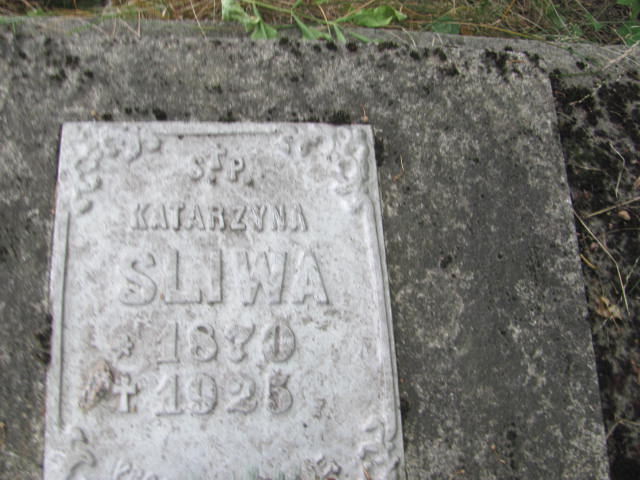 Ś.†P.
KATARZYNA
SLIWA
* 1870
† 1925